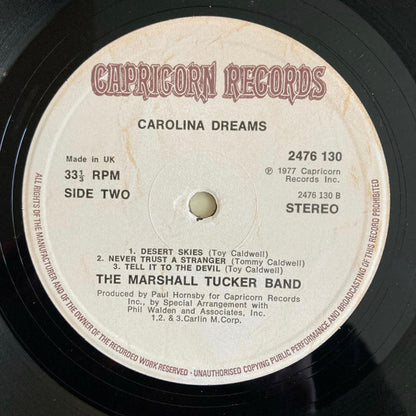 CAPRICORN RECORDS
CAROLINA DREAMS
Made in UK
33⅓ RPM
SIDE TWO
2476 130
℗ 1977 Capricorn
Records Inc.
2476 130 B
STEREO
1. DESERT SKIES (Toy Caldwell)
2. NEVER TRUST A STRANGER (Tommy Caldwell)
3. TELL IT TO THE DEVIL (Toy Caldwell)
THE MARSHALL TUCKER BAND
Produced by Paul Hornsby for Capricorn Records
Inc., by Special Arrangement with
Phil Walden and Associates, Inc.
1.2. & 3.Carlin M.Corp.
ALL RIGHTS OF THE MANUFACTURER AND OF THE OWNER OF THE RECORDED WORK RESERVED - UNAUTHORISED COPYING PUBLIC PERFORMANCE AND BROADCASTING OF THIS RECORD PROHIBITED